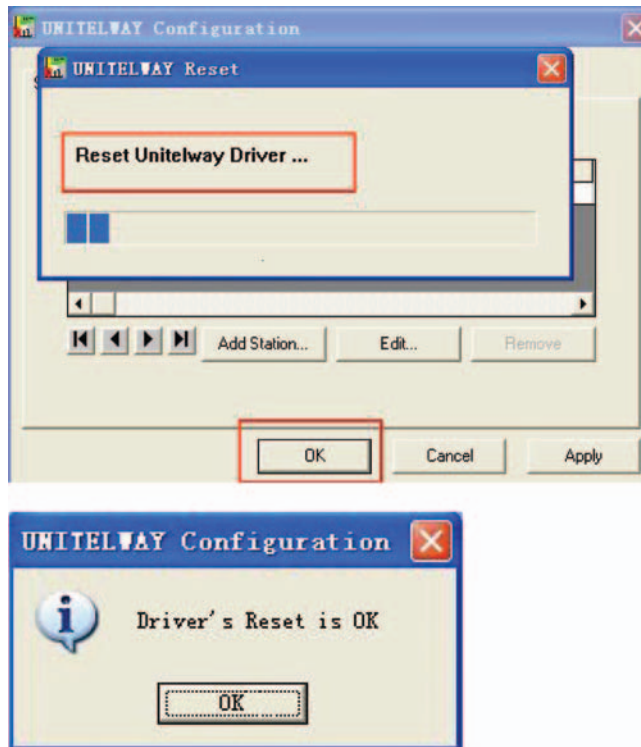 UNITELWAY Configuration
UNITELWAY Reset
Reset Unitelway Driver ...
Add Station...
Edit...
Remove
OK
Cancel
Apply
UNITELWAY Configuration
Driver's Reset is OK
OK